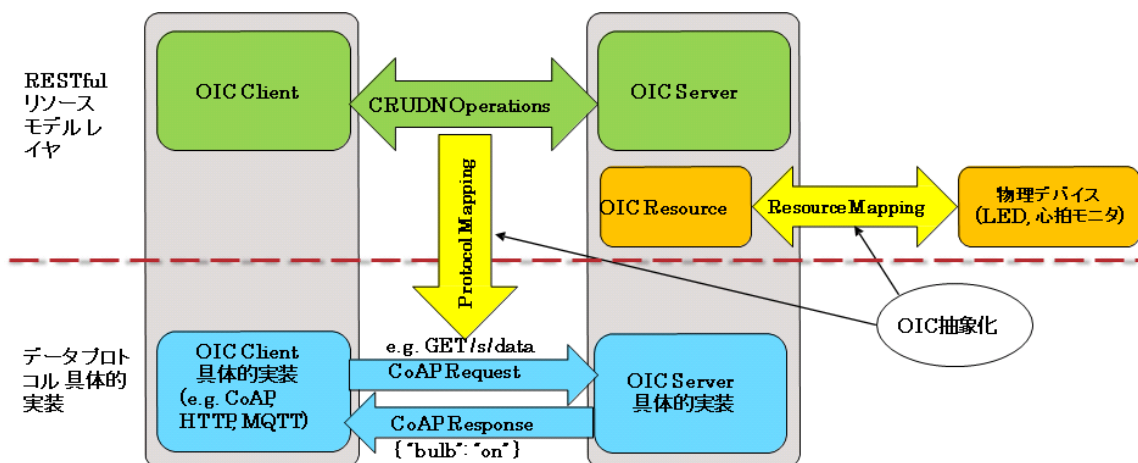 RESTful
リソース
モデル レ
イヤ
OIC Client
CRUDN Operations
OIC Server
Protocol Mapping
OIC Resource
Resource Mapping
物理デバイス
(LED, 心拍モニタ)
OIC抽象化
データプロト
コル 具体的
実装
OIC Client
具体的実装
(e.g. CoAP,
HTTP, MQTT)
e.g. GET /s/data
CoAP Request
CoAP Response
{ "bulb": "on" }
OIC Server
具体的実装